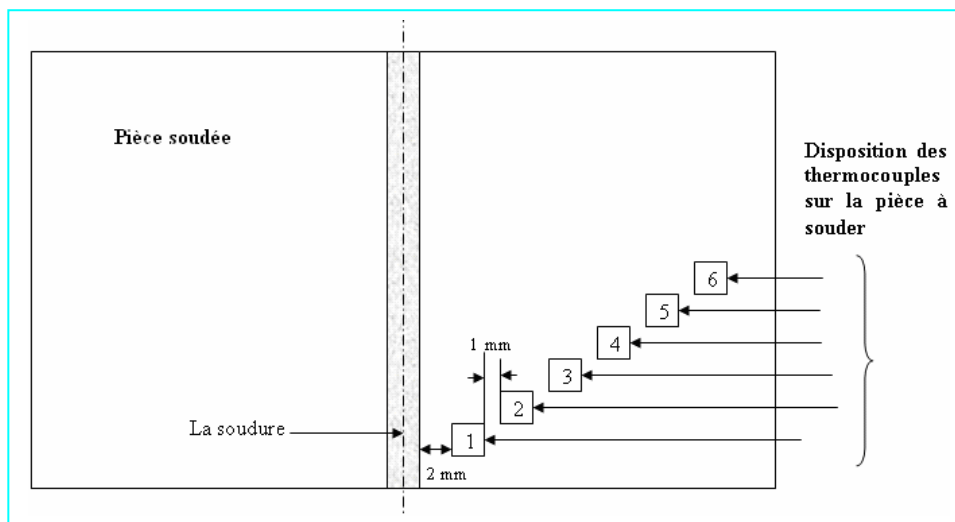 Pièce soudée
Disposition des
thermocouples
sur la pièce à
souder
6
5
4
1 mm
3
2
La soudure
1
2 mm